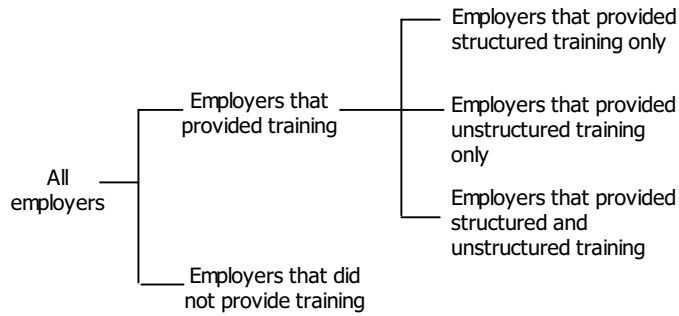 Employers that provided
structured training only
Employers that
provided training
Employers that provided
unstructured training
only
All
employers
Employers that provided
structured and
unstructured training
Employers that did
not provide training